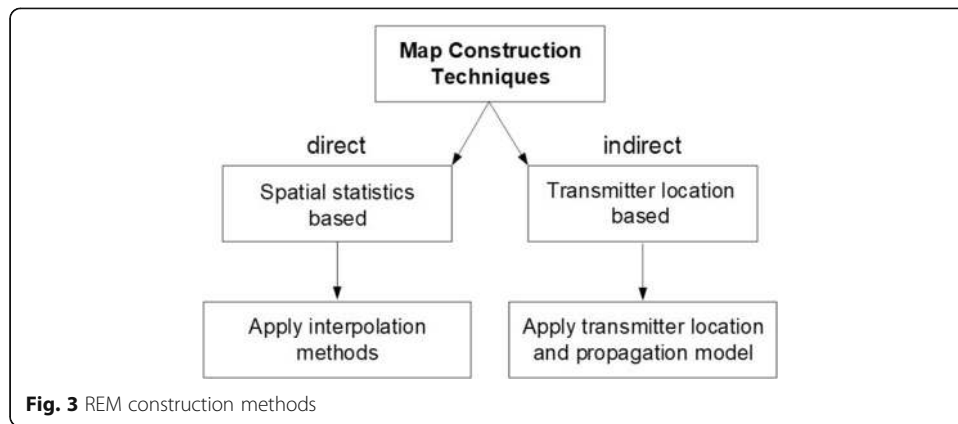 Map Construction
Techniques
direct
indirect
Spatial statistics
based
Transmitter location
based
Apply interpolation
methods
Apply transmitter location
and propagation model
Fig. 3 REM construction methods